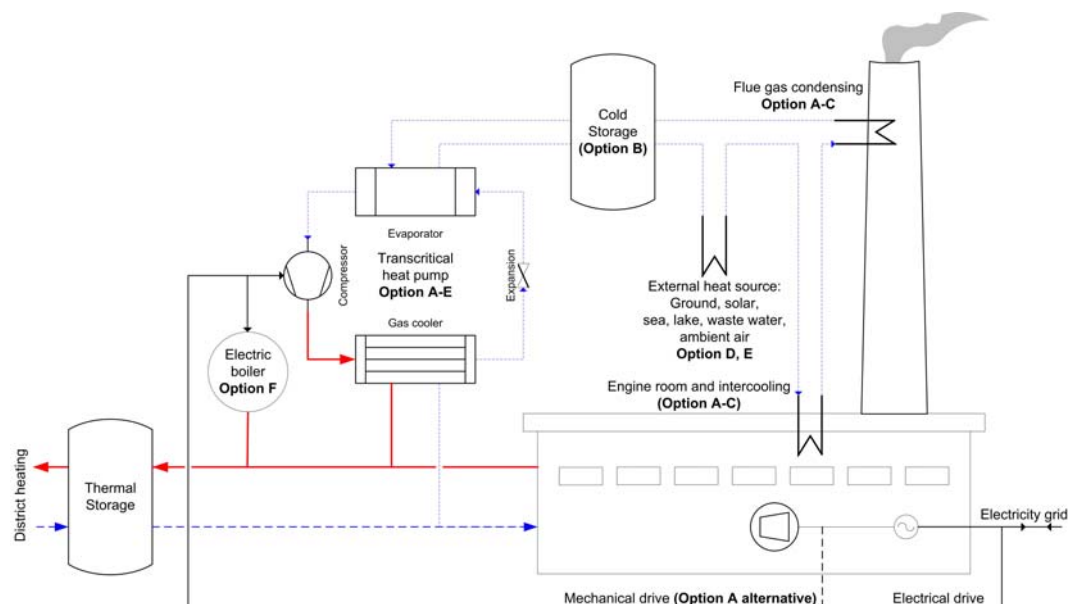 Flue gas condensing
Option A-C
Cold
Storage
(Option B)
Evaporator
Compressor
Transcritical
heat pump
Option A-E
Expansion
External heat source:
Ground, solar,
sea, lake, waste water,
ambient air
Option D, E
Gas cooler
Electric
boiler
Option F
Engine room and intercooling
(Option A-C)
District heating
Thermal
Storage
Electricity grid
Mechanical drive (Option A alternative)
Electrical drive